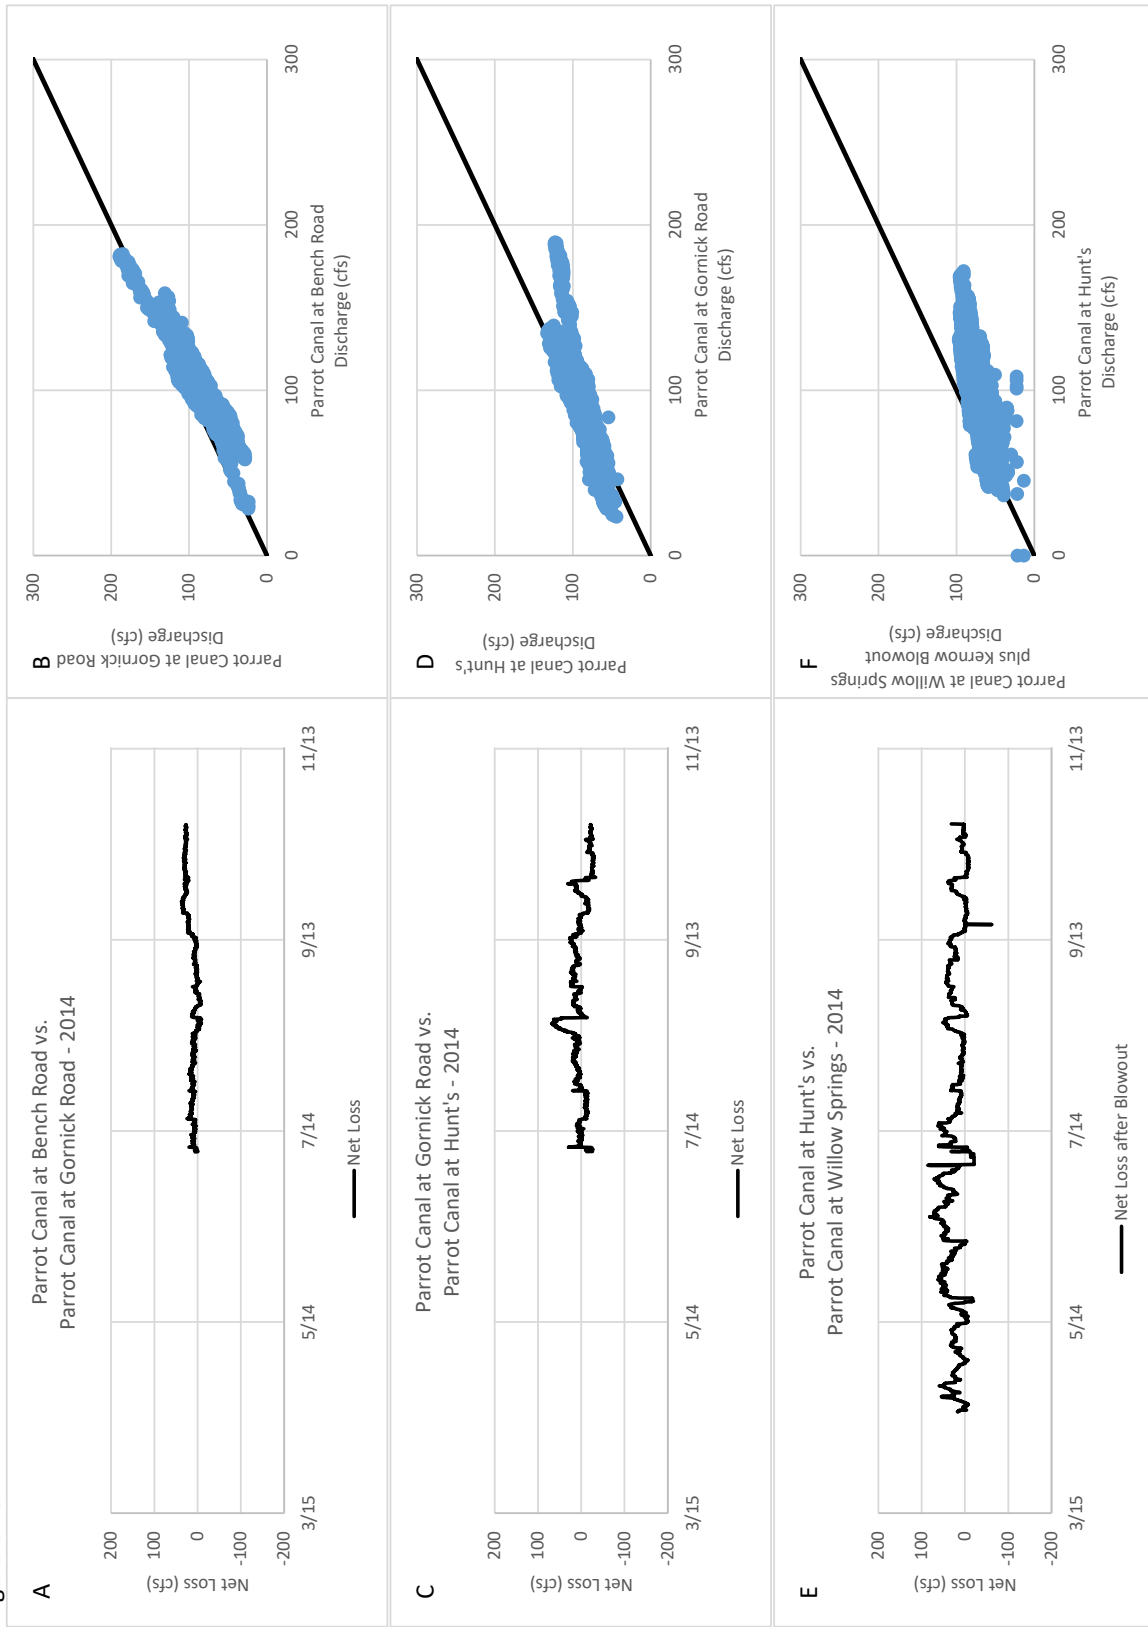 A
Parrot Canal at Bench Road vs.
Parrot Canal at Gornick Road - 2014
Net Loss (cfs)
200
100
0
-100
-200
3/15
5/14
7/14
9/13
11/13
Net Loss
B
Parrot Canal at Gornick Road
Discharge (cfs)
300
200
100
0
0
100
200
300
Parrot Canal at Bench Road
Discharge (cfs)
C
Parrot Canal at Gornick Road vs.
Parrot Canal at Hunt's - 2014
Net Loss (cfs)
200
100
0
-100
-200
3/15
5/14
7/14
9/13
11/13
Net Loss
D
Parrot Canal at Hunt's
Discharge (cfs)
300
200
100
0
0
100
200
300
Parrot Canal at Gornick Road
Discharge (cfs)
E
Parrot Canal at Hunt's vs.
Parrot Canal at Willow Springs - 2014
Net Loss (cfs)
200
100
0
-100
-200
3/15
5/14
7/14
9/13
11/13
Net Loss after Blowout
F
Parrot Canal at Willow Springs
plus Kernow Blowout
Discharge (cfs)
300
200
100
0
0
100
200
300
Parrot Canal at Hunt's
Discharge (cfs)